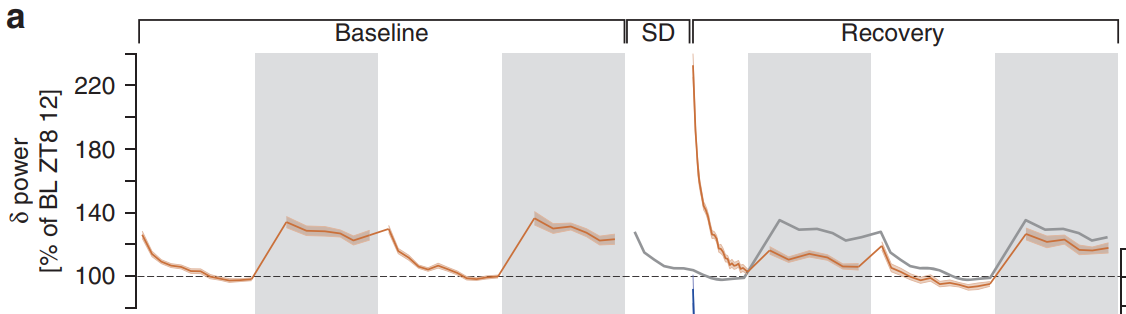 a
Baseline
SD
Recovery
δ power
[% of BL ZT8 12]
220
180
140
100